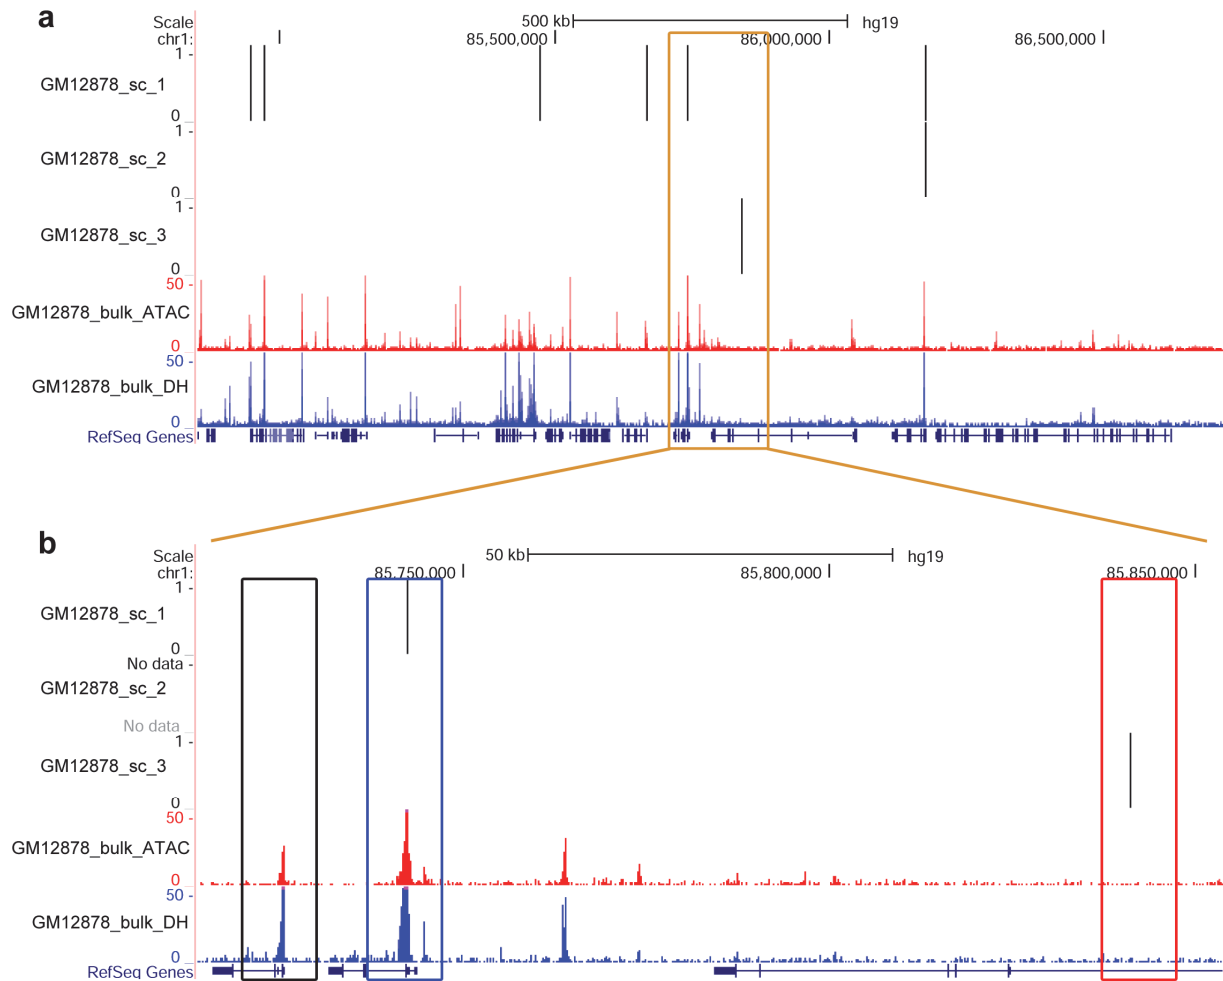 a
Scale 500 kb hg19
chr1: 85,500,000 86,000,000 86,500,000
1 -
GM12878_sc_1
0
1 -
GM12878_sc_2
0
1 -
GM12878_sc_3
0
50 -
GM12878_bulk_ATAC
0
50 -
GM12878_bulk_DH
0
RefSeq Genes
b
Scale 50 kb hg19
chr1: 85,750,000 85,800,000 85,850,000
1 -
GM12878_sc_1
0
No data -
GM12878_sc_2
No data
1 -
GM12878_sc_3
0
50 -
GM12878_bulk_ATAC
0
50 -
GM12878_bulk_DH
0
RefSeq Genes